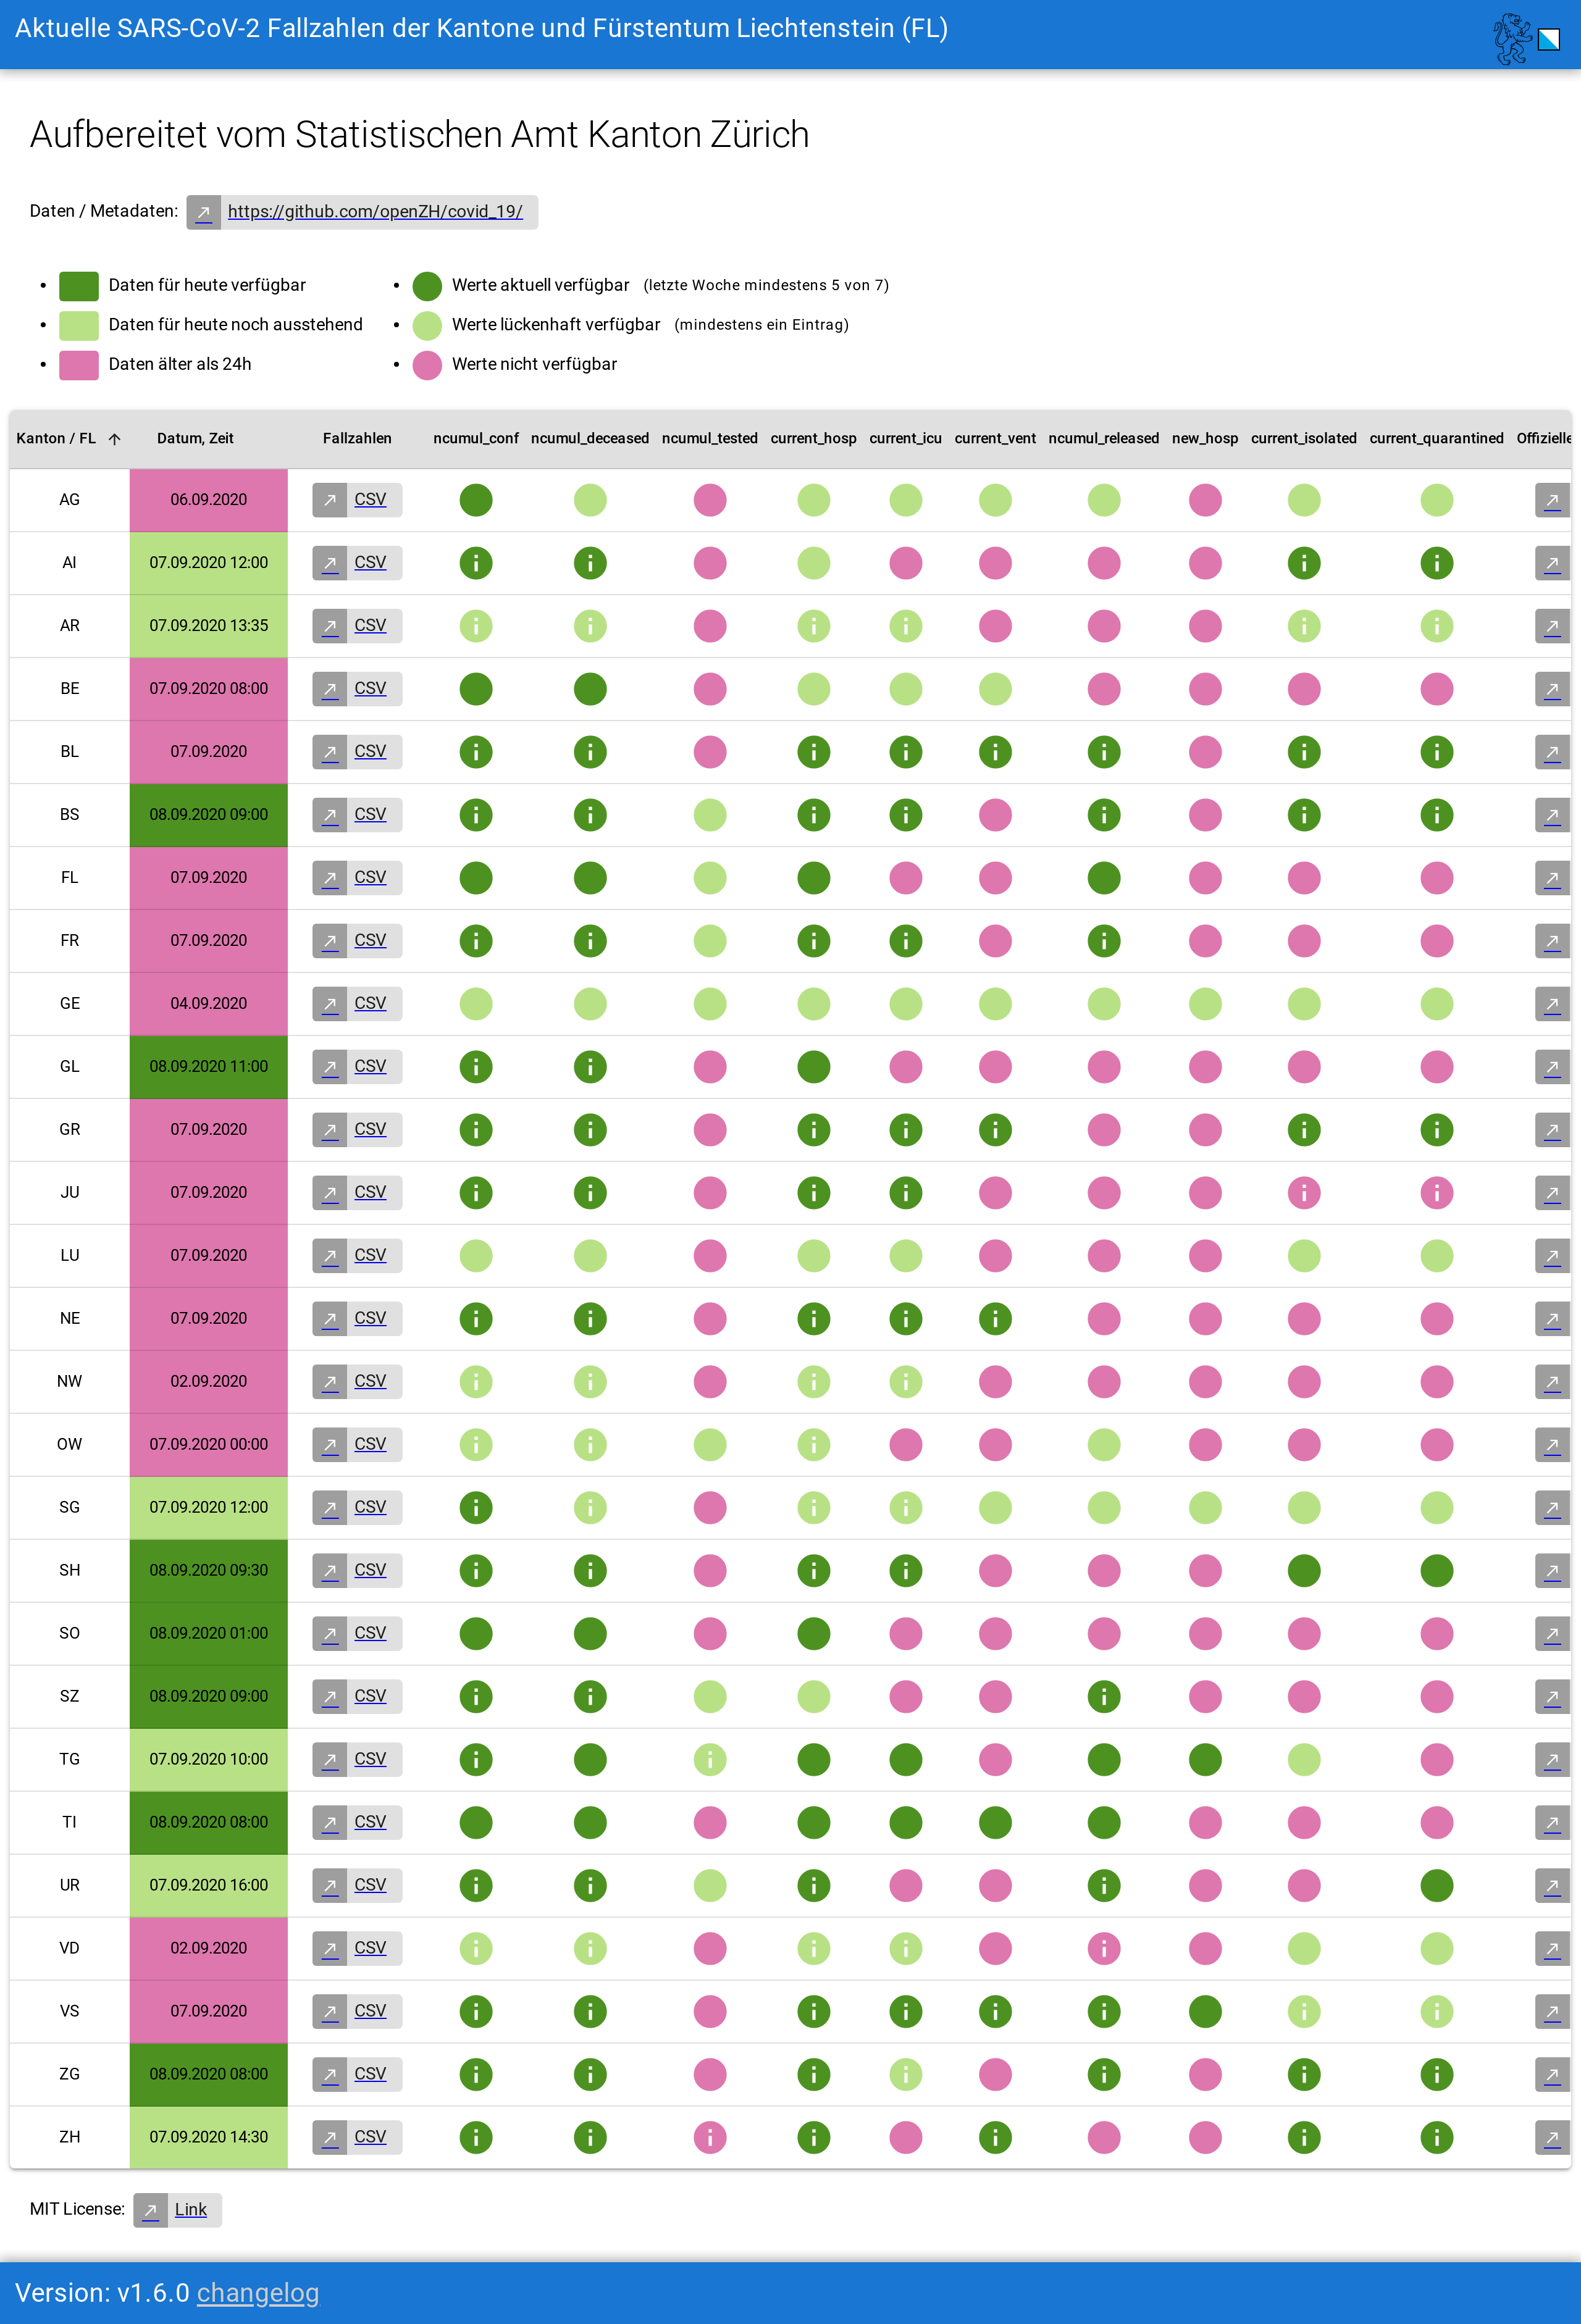 Aktuelle SARS-CoV-2 Fallzahlen der Kantone und Fürstentum Liechtenstein (FL)
Aufbereitet vom Statistischen Amt Kanton Zürich
Daten / Metadaten: https://github.com/openZH/covid_19/
Daten für heute verfügbar
Daten für heute noch ausstehend
Daten älter als 24h
Werte aktuell verfügbar (letzte Woche mindestens 5 von 7)
Werte lückenhaft verfügbar (mindestens ein Eintrag)
Werte nicht verfügbar
Kanton / FL Datum, Zeit Fallzahlen ncumul_conf ncumul_deceased ncumul_tested current_hosp current_icu current_vent ncumul_released new_hosp current_isolated current_quarantined Offizielle
AG 06.09.2020 CSV
AI 07.09.2020 12:00 CSV
AR 07.09.2020 13:35 CSV
BE 07.09.2020 08:00 CSV
BL 07.09.2020 CSV
BS 08.09.2020 09:00 CSV
FL 07.09.2020 CSV
FR 07.09.2020 CSV
GE 04.09.2020 CSV
GL 08.09.2020 11:00 CSV
GR 07.09.2020 CSV
JU 07.09.2020 CSV
LU 07.09.2020 CSV
NE 07.09.2020 CSV
NW 02.09.2020 CSV
OW 07.09.2020 00:00 CSV
SG 07.09.2020 12:00 CSV
SH 08.09.2020 09:30 CSV
SO 08.09.2020 01:00 CSV
SZ 08.09.2020 09:00 CSV
TG 07.09.2020 10:00 CSV
TI 08.09.2020 08:00 CSV
UR 07.09.2020 16:00 CSV
VD 02.09.2020 CSV
VS 07.09.2020 CSV
ZG 08.09.2020 08:00 CSV
ZH 07.09.2020 14:30 CSV
MIT License: Link
Version: v1.6.0 changelog